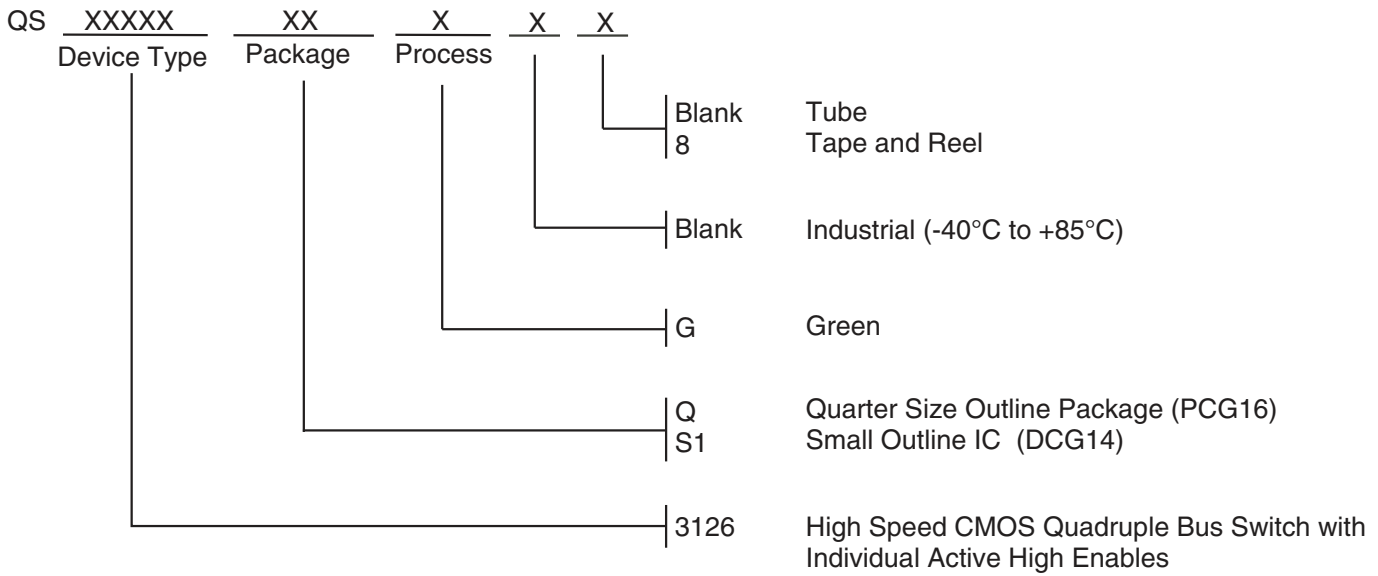 QS XXXXX XX X X X
Device Type Package Process
Blank Tube
8 Tape and Reel
Blank Industrial (-40°C to +85°C)
G Green
Q Quarter Size Outline Package (PCG16)
S1 Small Outline IC (DCG14)
3126 High Speed CMOS Quadruple Bus Switch with
Individual Active High Enables